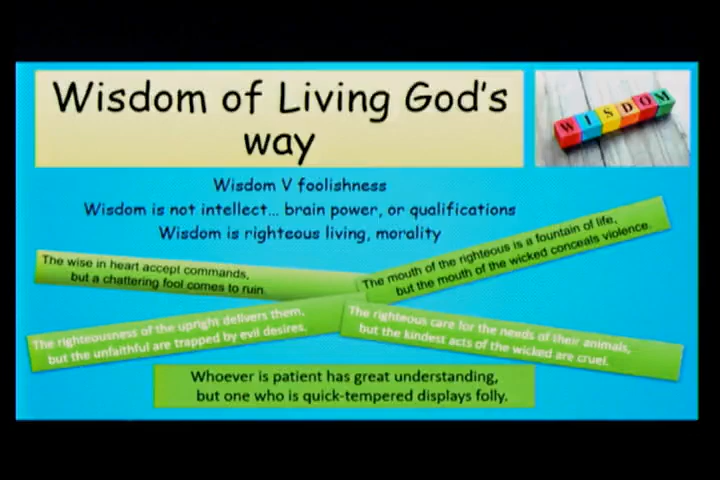 Wisdom of Living God's
way
WISDOM
Wisdom V foolishness
Wisdom is not intellect... brain power, or qualifications
Wisdom is righteous living, morality
The mouth of the righteous is a fountain of life,
but the mouth of the wicked conceals violence.
The wise in heart accept commands,
but a chattering fool comes to ruin.
The righteousness of the upright delivers them,
but the unfaithful are trapped by evil desires.
The righteous care for the needs of their animals,
but the kindest acts of the wicked are cruel.
Whoever is patient has great understanding,
but one who is quick-tempered displays folly.